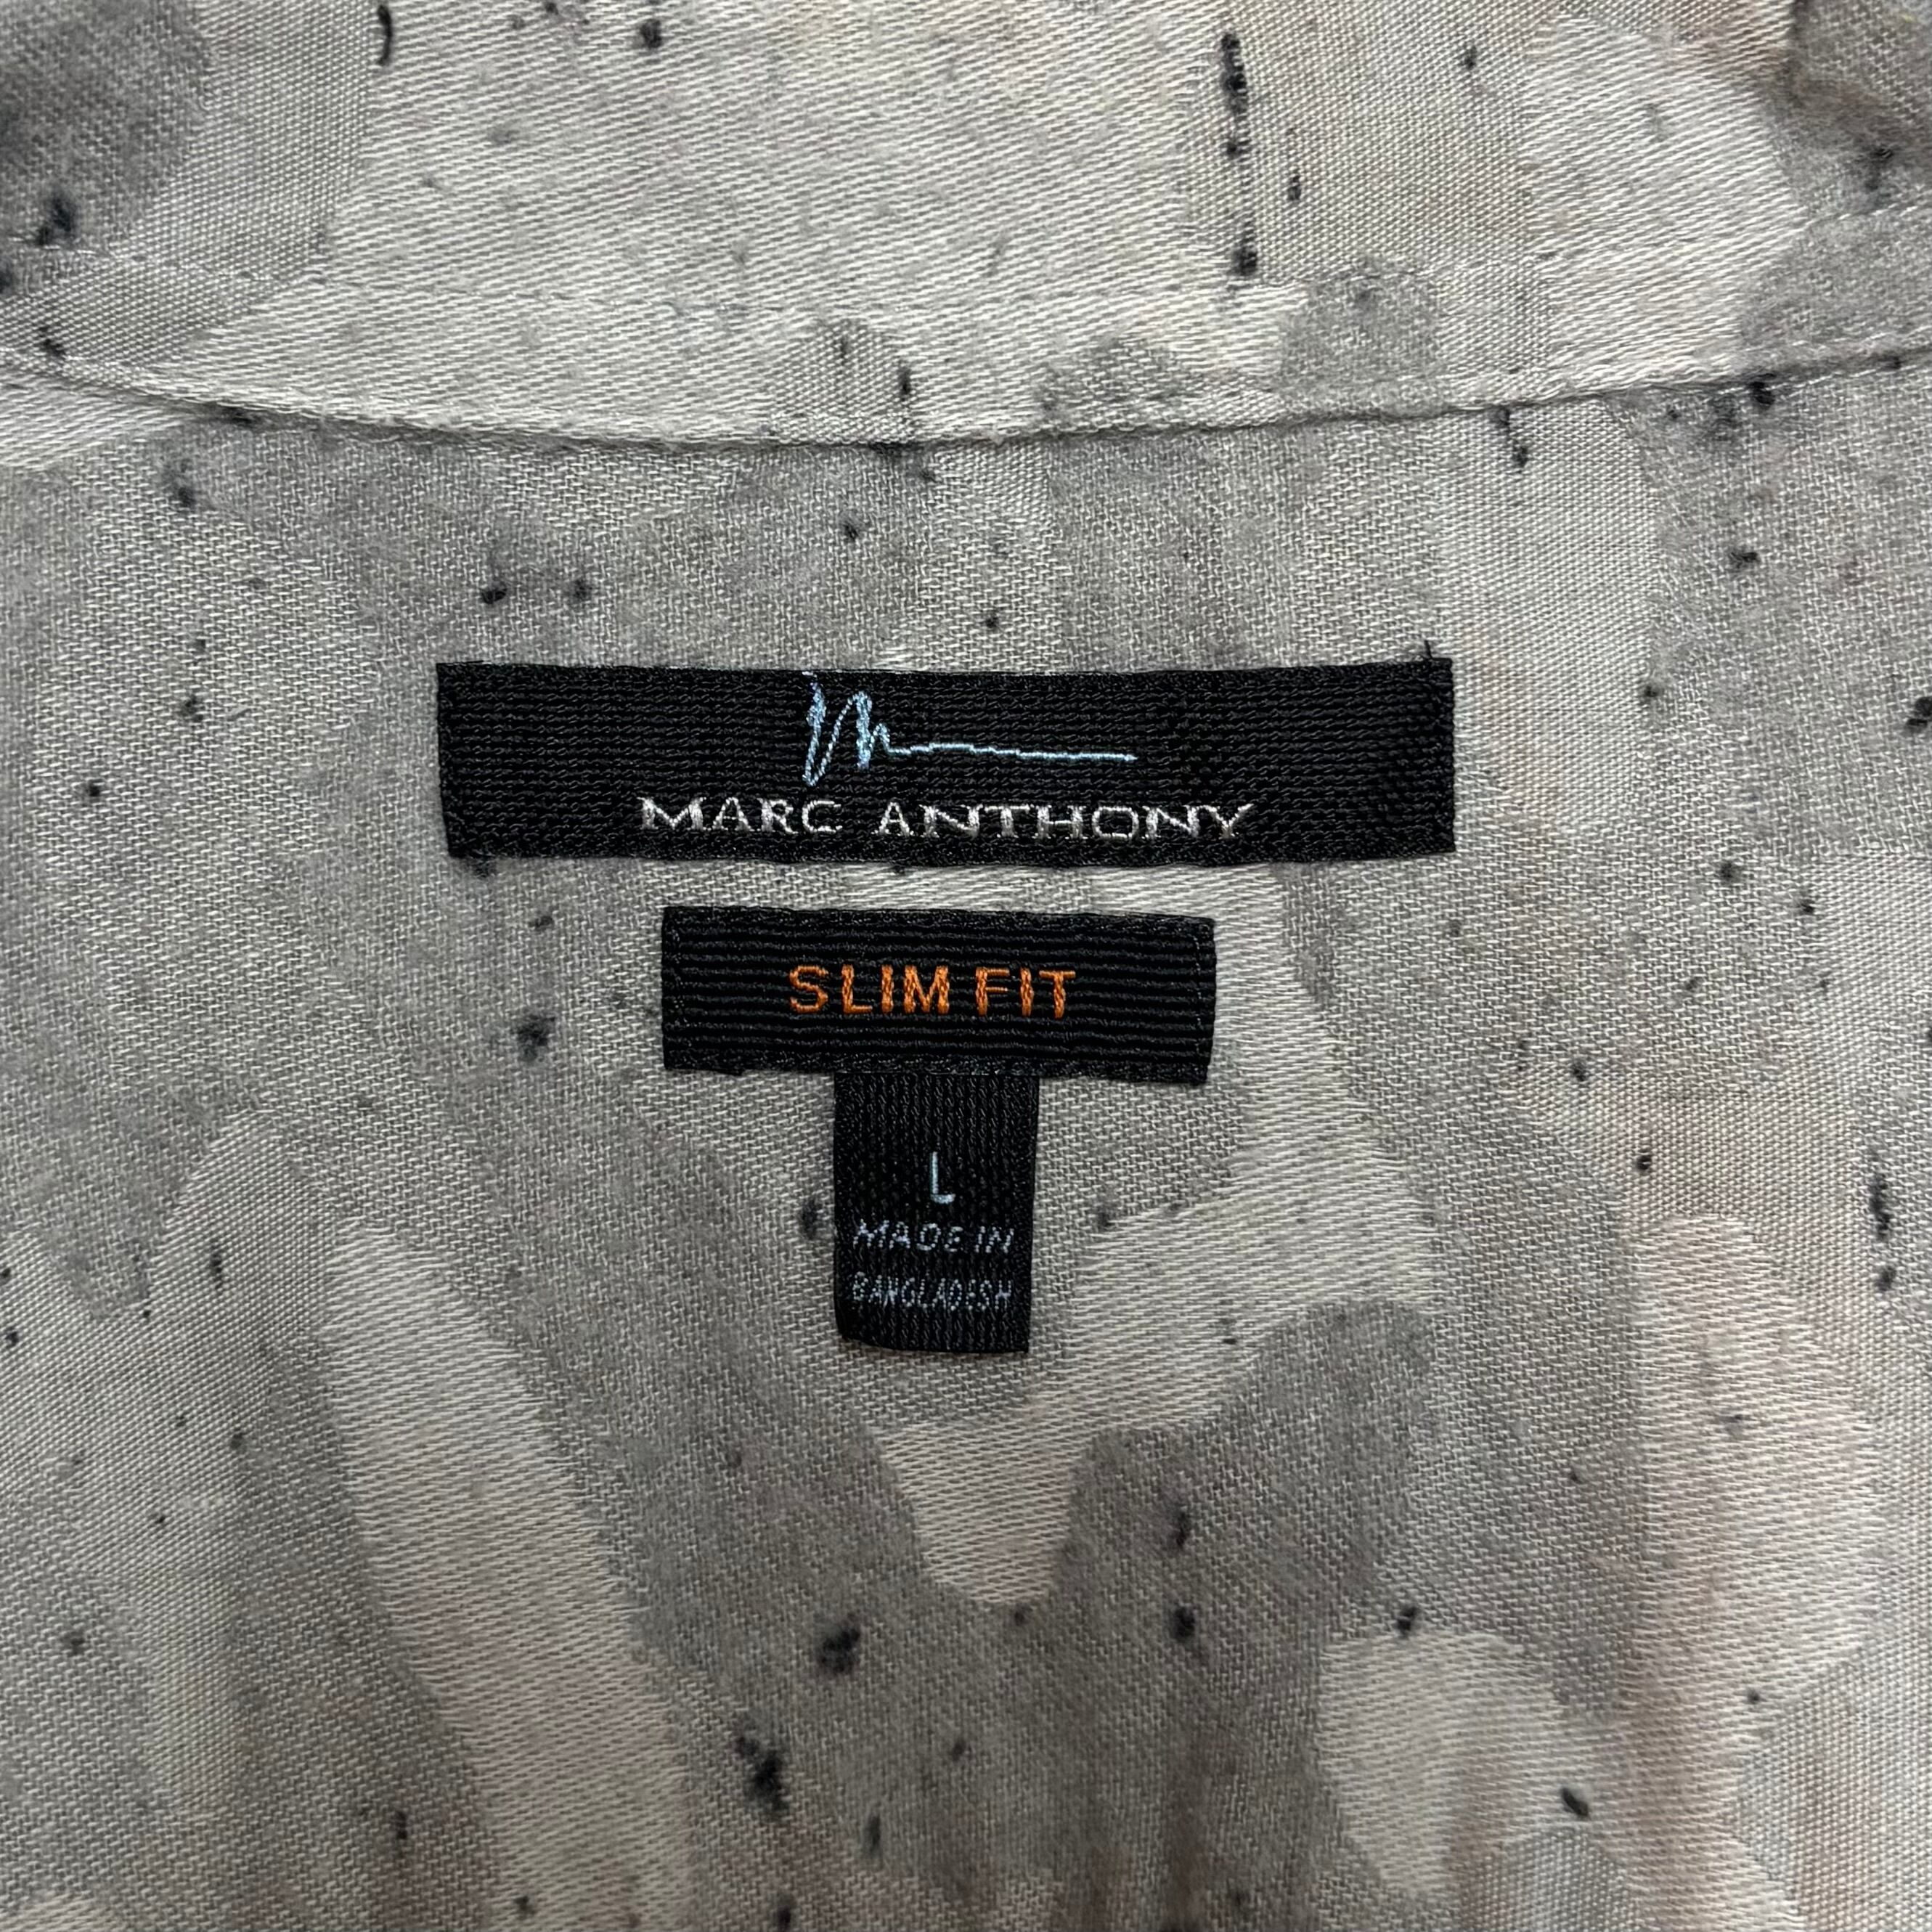 MARC ANTHONY
SLIM FIT
L
MADE IN
BANGLADESH